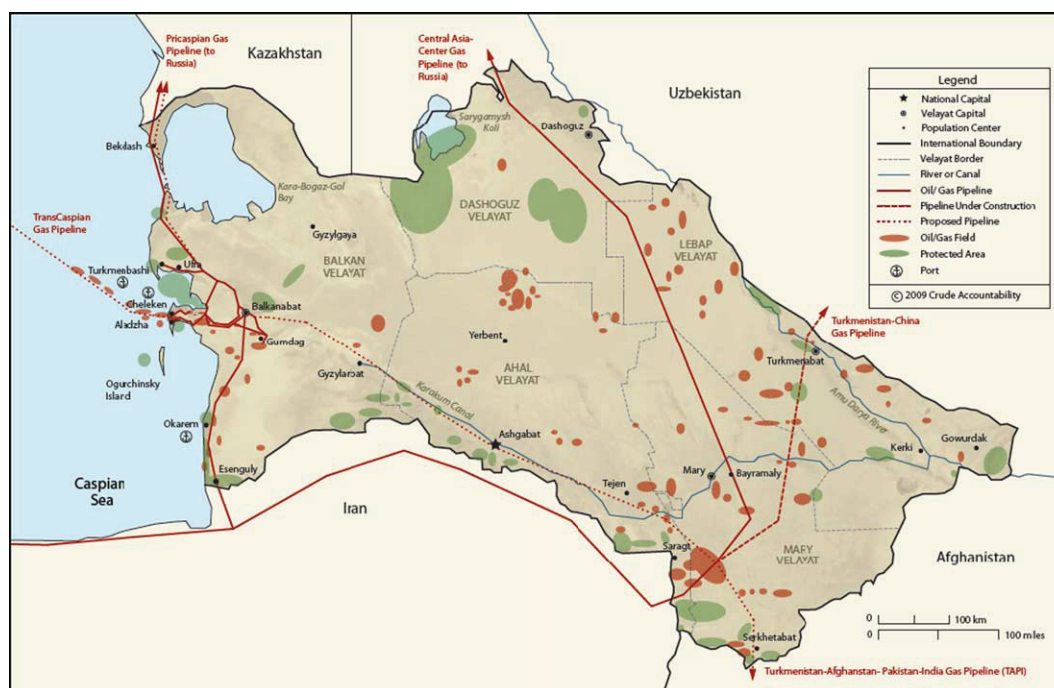 Pricaspian Gas
Pipeline (to
Russia)
Kazakhstan
Central Asia-
Center Gas
Pipeline (to
Russia)
Uzbekistan
Legend
National Capital
Velayat Capital
Population Center
International Boundary
Velayat Border
River or Canal
Oil/ Gas Pipeline
Pipeline Under Construction
Proposed Pipeline
Oil/Gas Field
Protected Area
Port
© 2009 Crude Accountability
Sarygamysh
Koli
Dashoguz
Bekdash
Kara-Bogaz-Gol
Bay
DASHOGUZ
VELAYAT
TransCaspian
Gas Pipeline
Gyzylgaya
BALKAN
VELAYAT
LEBAP
VELAYAT
Turkmenbashi
Ufra
Cheleken
Aladzha
Balkanabat
Gumdag
Turkmenistan-China
Gas Pipeline
Yerbent
Turkmenabat
Ogurchinsky
Island
Gyzylarbat
AHAL
VELAYAT
Karakum Canal
Amu Darya River
Okarem
Ashgabat
Gowurdak
Kerki
Esenguly
Mary
Bayramaly
Tejen
Caspian
Sea
Iran
Saragt
MARY
VELAYAT
Afghanistan
0 100 km
0 100 miles
Serkhetabat
Turkmenistan-Afghanstan- Pakistan-India Gas Pipeline (TAPI)